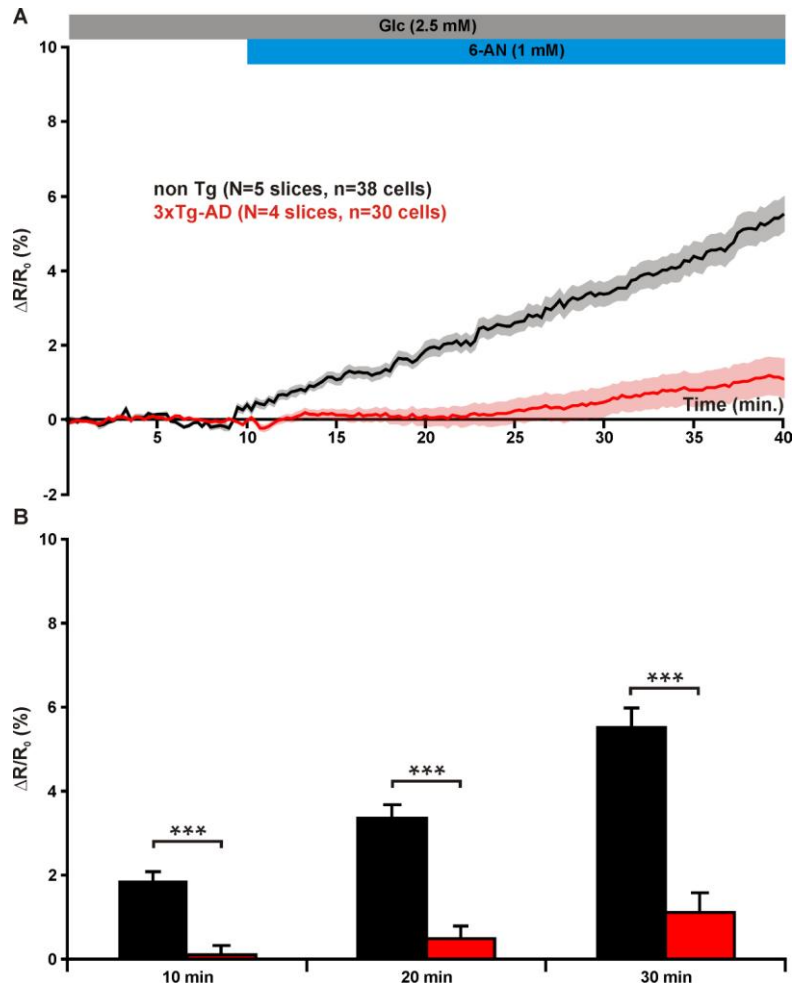 A
Glc (2.5 mM)
10
6-AN (1 mM)
8
non Tg (N=5 slices, n=38 cells)
3xTg-AD (N=4 slices, n=30 cells)
6
ΔR/R₀ (%)
4
2
Time (min.)
0
5 10 15 20 25 30 35 40
-2
B
10
8
***
6
ΔR/R₀ (%)
***
4
***
2
0
10 min 20 min 30 min